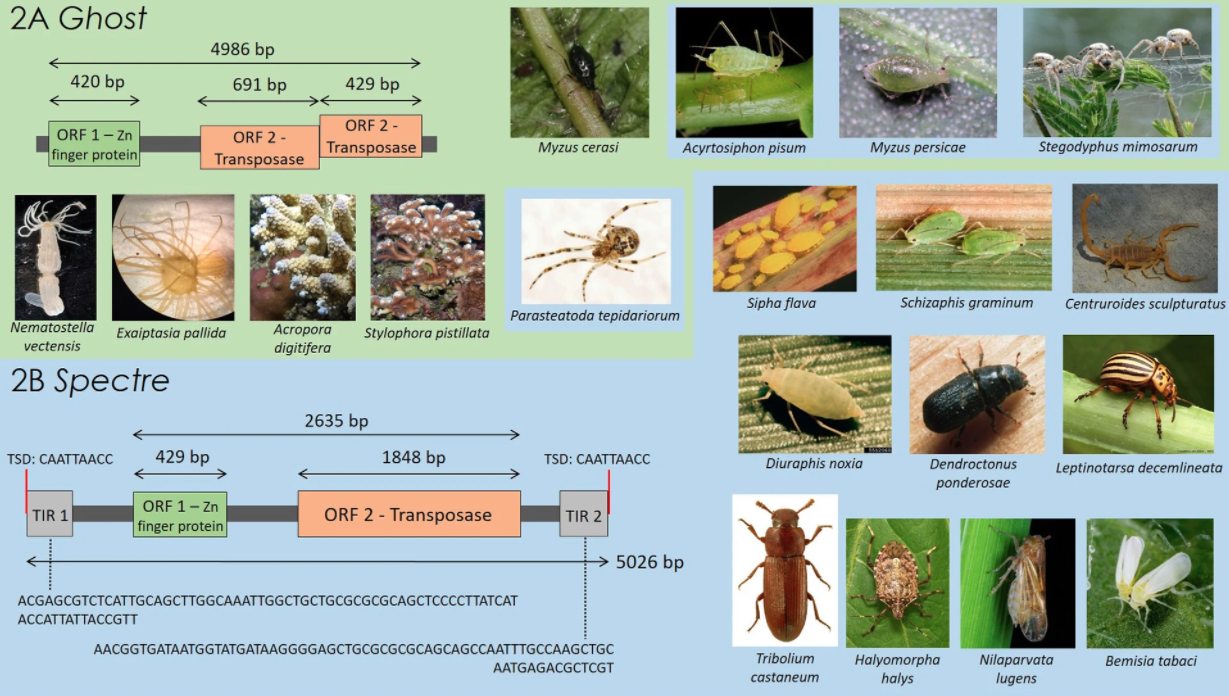 2A Ghost
4986 bp
420 bp
691 bp
429 bp
ORF 1 – Zn
finger protein
ORF 2 -
Transposase
ORF 2 -
Transposase
Myzus cerasi
Acyrtosiphon pisum
Myzus persicae
Stegodyphus mimosarum
Nematostella
vectensis
Exaiptasia pallida
Acropora
digitifera
Stylophora pistillata
Parasteatoda tepidariorum
Sipha flava
Schizaphis graminum
Centruroides sculpturatus
Diuraphis noxia
Dendroctonus
ponderosae
Leptinotarsa decemlineata
Tribolium
castaneum
Halyomorpha
halys
Nilaparvata
lugens
Bemisia tabaci
2B Spectre
2635 bp
TSD: CAATTAACC
429 bp
1848 bp
TSD: CAATTAACC
TIR 1
ORF 1 – Zn
finger protein
ORF 2 - Transposase
TIR 2
5026 bp
ACGAGCGTCTCATTGCAGCTTGGCAAATTGGCTGCTGCGCGCGCAGCTCCCCTTATCAT
ACCATTATTACCGTT
AACGGTGATAATGGTATGATAAGGGGAGCTGCGCGCGCAGCAGCCAATTTGCCAAGCTGC
AATGAGACGCTCGT